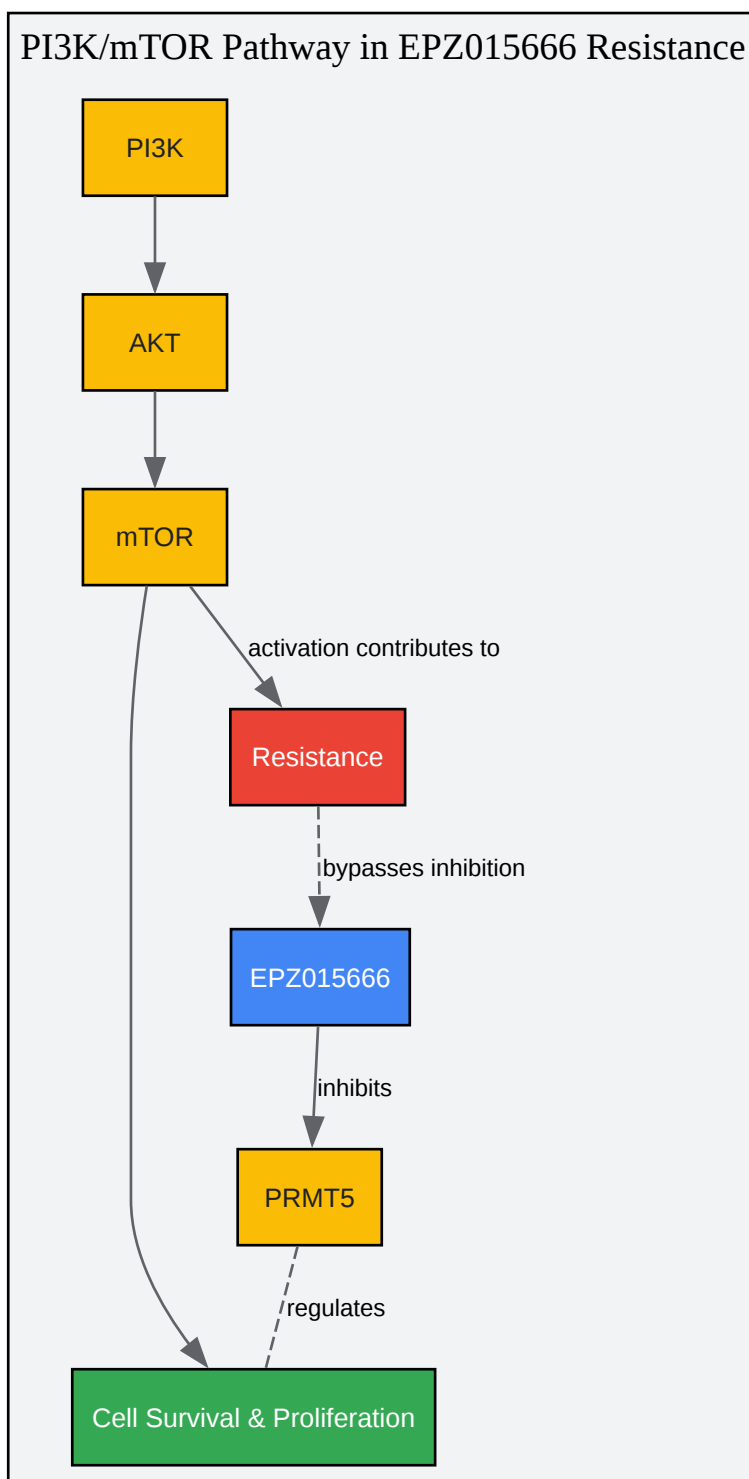 PI3K/mTOR Pathway in EPZ015666 Resistance
PI3K
AKT
mTOR
activation contributes to
Resistance
bypasses inhibition
EPZ015666
inhibits
PRMT5
regulates
Cell Survival & Proliferation